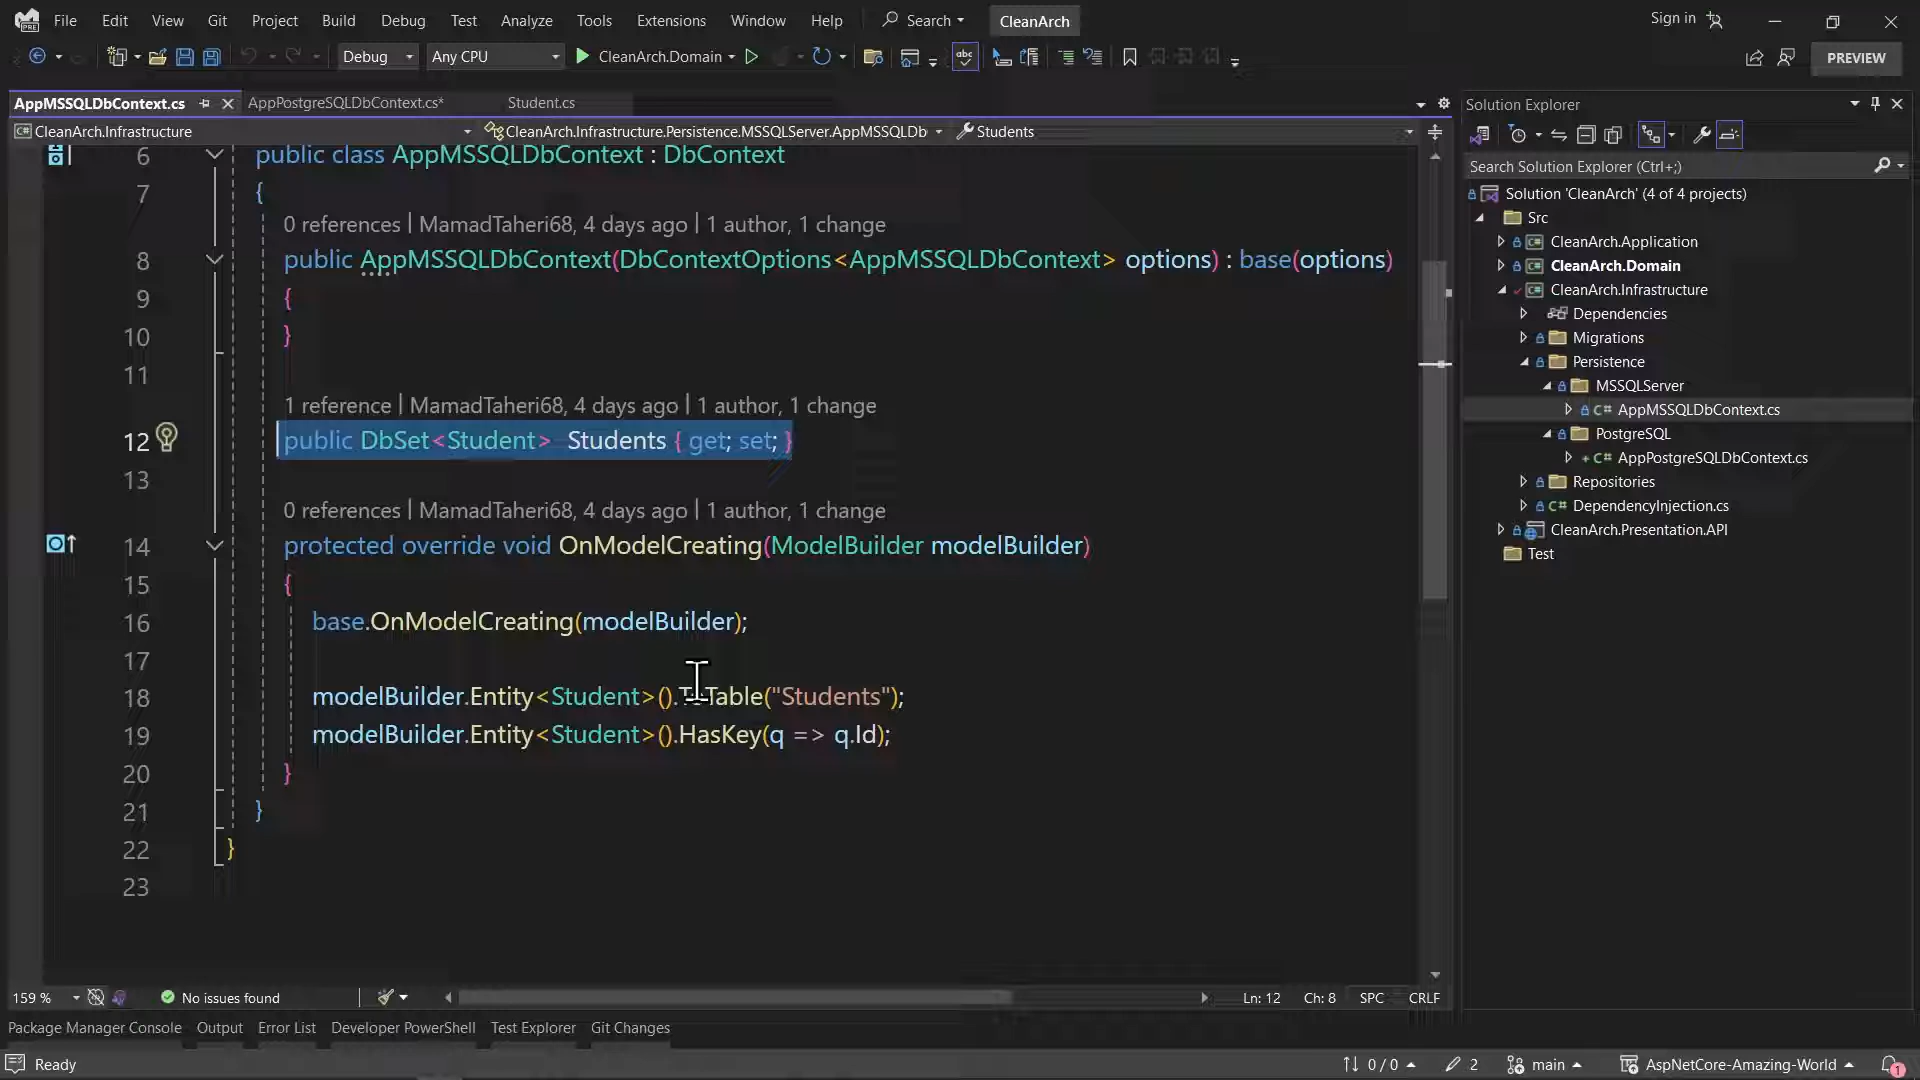 File Edit View Git Project Build Debug Test Analyze Tools Extensions Window Help Search CleanArch Sign in
Debug Any CPU CleanArch.Domain PREVIEW
AppMSSQLDbContext.cs AppPostgreSQLDbContext.cs* Student.cs
CleanArch.Infrastructure CleanArch.Infrastructure.Persistence.MSSQLServer.AppMSSQLDb Students
6 public class AppMSSQLDbContext : DbContext
7 {
0 references | MamadTaheri68, 4 days ago | 1 author, 1 change
8 public AppMSSQLDbContext(DbContextOptions<AppMSSQLDbContext> options) : base(options)
9 {
10 }
11
1 reference | MamadTaheri68, 4 days ago | 1 author, 1 change
12 public DbSet<Student> Students { get; set; }
13
0 references | MamadTaheri68, 4 days ago | 1 author, 1 change
14 protected override void OnModelCreating(ModelBuilder modelBuilder)
15 {
16 base.OnModelCreating(modelBuilder);
17
18 modelBuilder.Entity<Student>().ToTable("Students");
19 modelBuilder.Entity<Student>().HasKey(q => q.Id);
20 }
21 }
22 }
23
159 % No issues found Ln: 12 Ch: 8 SPC CRLF
Solution Explorer
Search Solution Explorer (Ctrl+;)
Solution 'CleanArch' (4 of 4 projects)
Src
CleanArch.Application
CleanArch.Domain
CleanArch.Infrastructure
Dependencies
Migrations
Persistence
MSSQLServer
C# AppMSSQLDbContext.cs
PostgreSQL
+ C# AppPostgreSQLDbContext.cs
Repositories
C# DependencyInjection.cs
CleanArch.Presentation.API
Test
Package Manager Console Output Error List Developer PowerShell Test Explorer Git Changes
Ready 0 / 0 2 main AspNetCore-Amazing-World 1